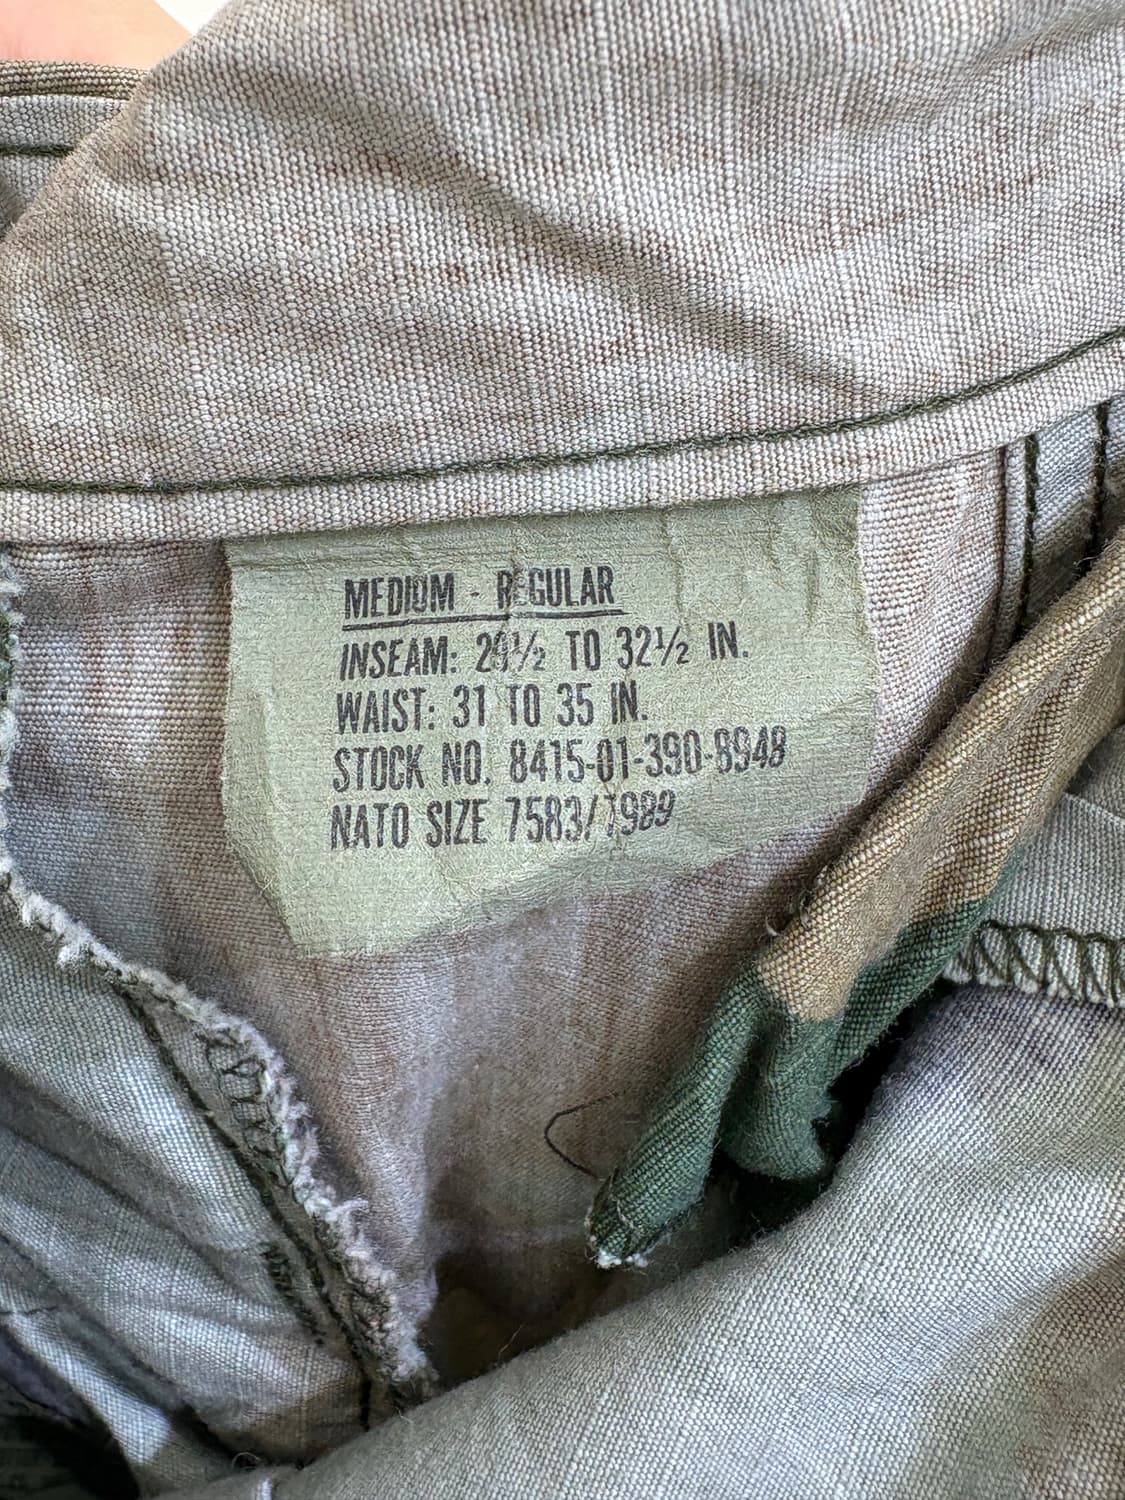 MEDIUM - REGULAR
INSEAM: 29½ TO 32½ IN.
WAIST: 31 TO 35 IN.
STOCK NO. 8415-01-390-8948
NATO SIZE 7583/7989